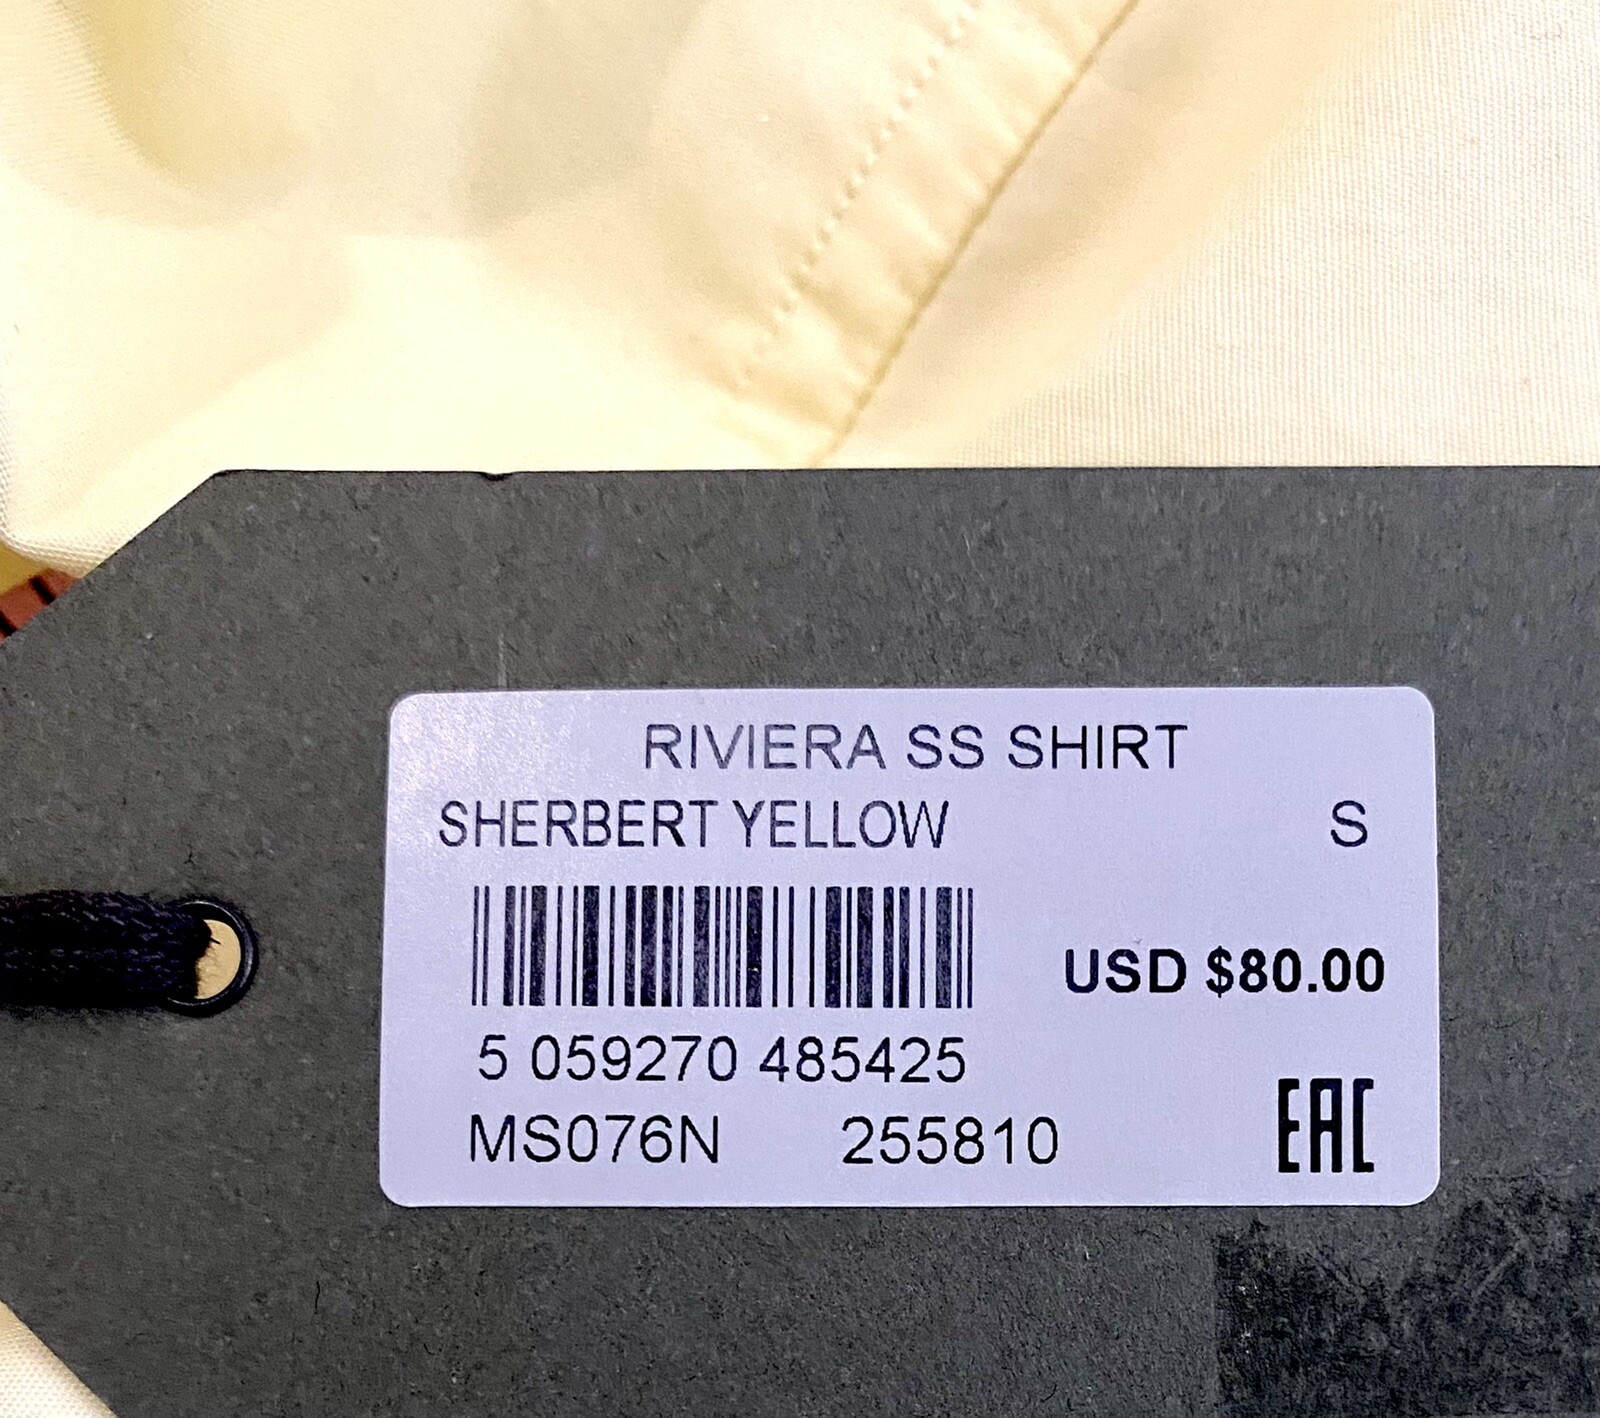 RIVIERA SS SHIRT
SHERBERT YELLOW S
USD $80.00
5 059270 485425
MS076N 255810
EAC